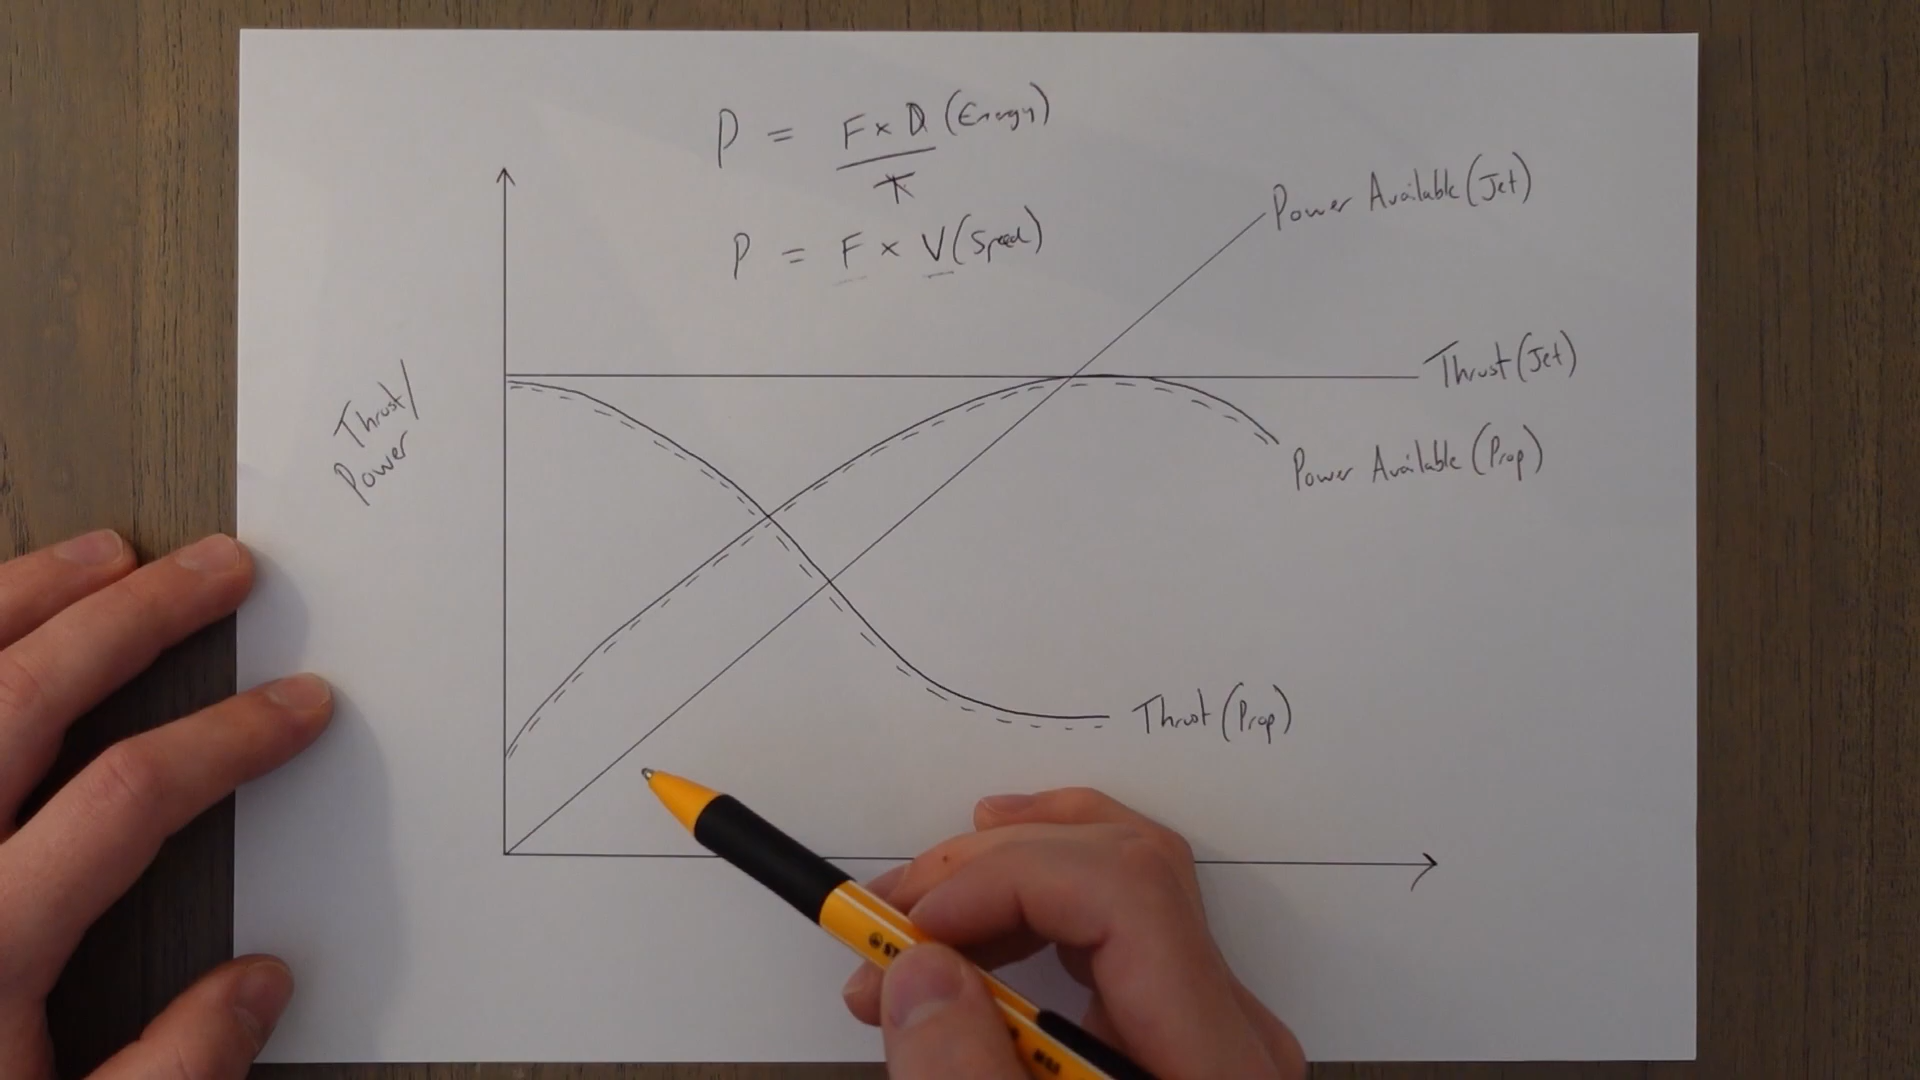 P = F × D (Energy)
T
P = F × V (Speed)
Power Available (Jet)
Thrust (Jet)
Thrust/
Power
Power Available (Prop)
Thrust (Prop)